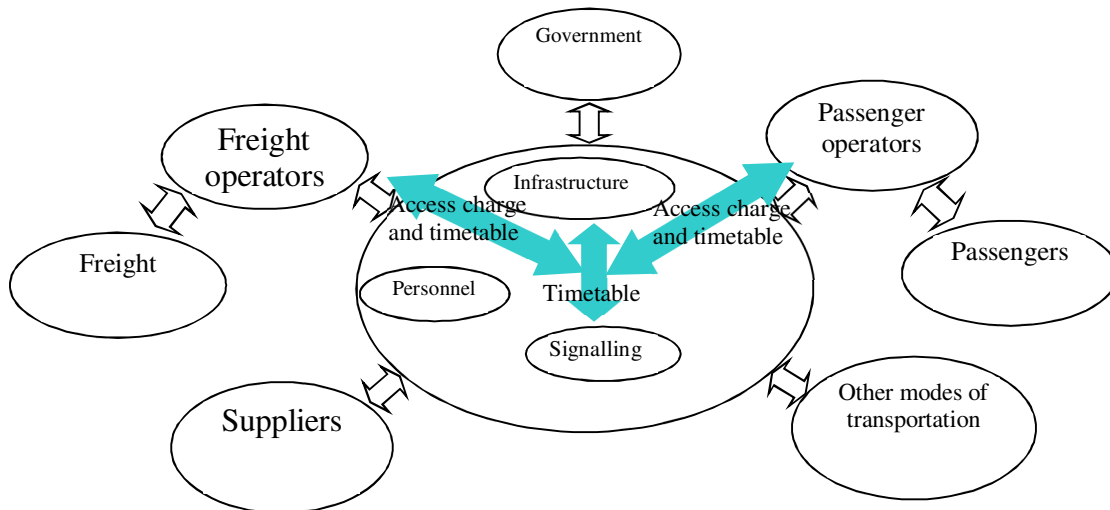 Government
Passenger
operators
Freight
operators
Infrastructure
Access charge
and timetable
Access charge
and timetable
Freight
Passengers
Personnel
Timetable
Signalling
Suppliers
Other modes of
transportation